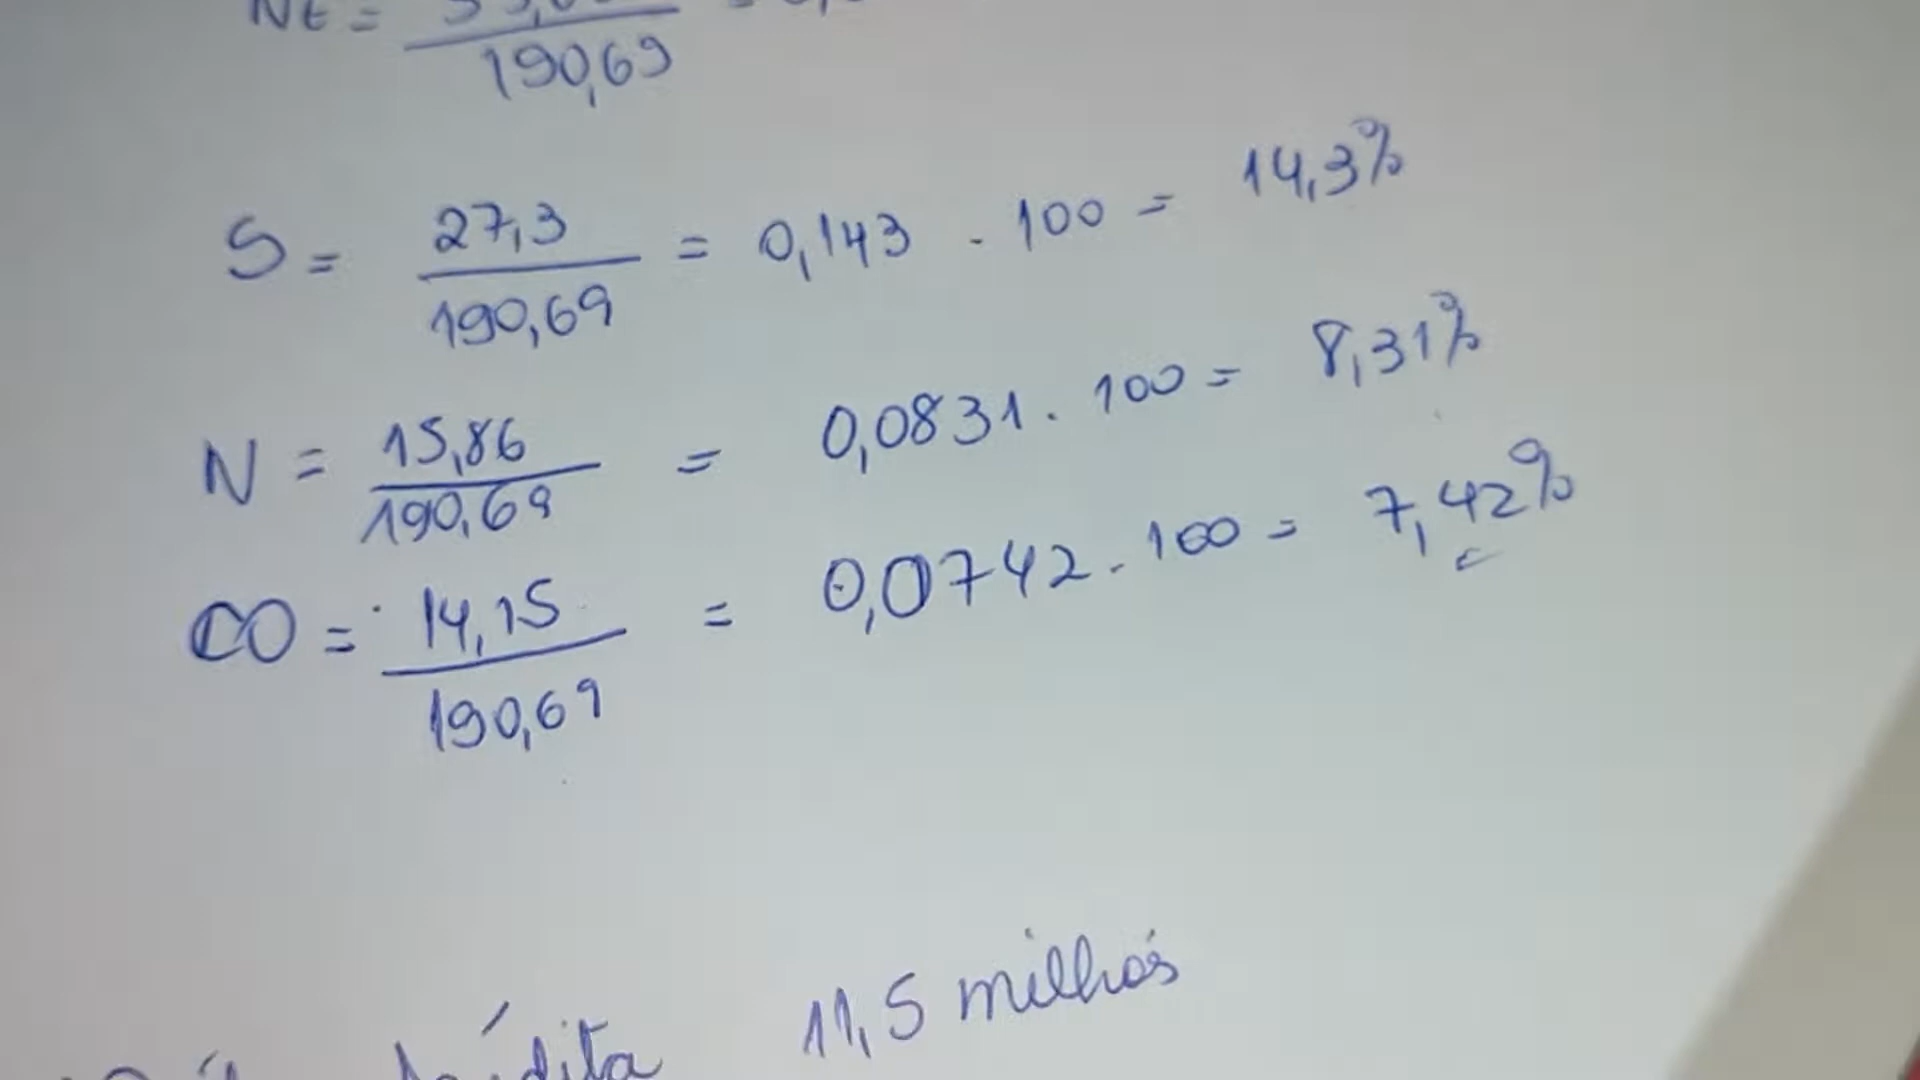 NE =
190,69
S = 27,3 / 190,69 = 0,143 . 100 = 14,3%
N = 15,86 / 190,69 = 0,0831 . 100 = 8,31%
CO = 14,15 / 190,69 = 0,0742 . 100 = 7,42%
11,5 milhões